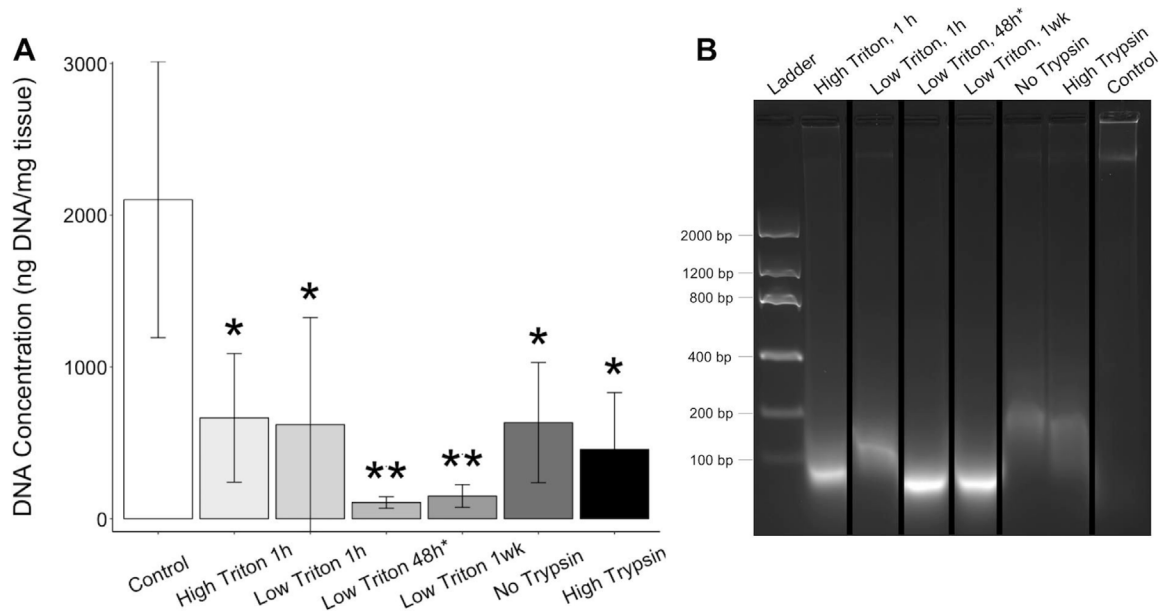 A
DNA Concentration (ng DNA/mg tissue)
3000
2000
1000
0
*
*
**
**
*
*
Control
High Triton 1h
Low Triton 1h
Low Triton 48h*
Low Triton 1wk
No Trypsin
High Trypsin
B
Ladder
High Triton, 1 h
Low Triton, 1h
Low Triton, 48h*
Low Triton, 1wk
No Trypsin
High Trypsin
Control
2000 bp
1200 bp
800 bp
400 bp
200 bp
100 bp